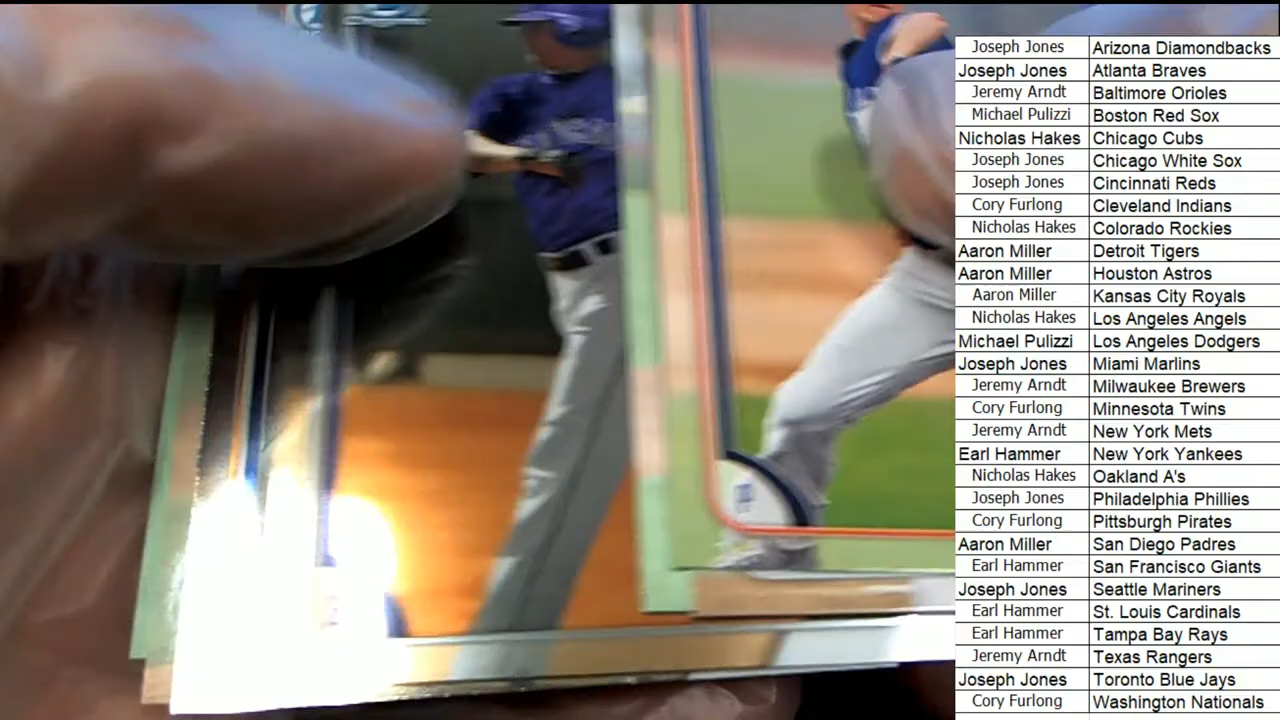 Joseph Jones Arizona Diamondbacks
Joseph Jones Atlanta Braves
Jeremy Arndt Baltimore Orioles
Michael Pulizzi Boston Red Sox
Nicholas Hakes Chicago Cubs
Joseph Jones Chicago White Sox
Joseph Jones Cincinnati Reds
Cory Furlong Cleveland Indians
Nicholas Hakes Colorado Rockies
Aaron Miller Detroit Tigers
Aaron Miller Houston Astros
Aaron Miller Kansas City Royals
Nicholas Hakes Los Angeles Angels
Michael Pulizzi Los Angeles Dodgers
Joseph Jones Miami Marlins
Jeremy Arndt Milwaukee Brewers
Cory Furlong Minnesota Twins
Jeremy Arndt New York Mets
Earl Hammer New York Yankees
Nicholas Hakes Oakland A's
Joseph Jones Philadelphia Phillies
Cory Furlong Pittsburgh Pirates
Aaron Miller San Diego Padres
Earl Hammer San Francisco Giants
Joseph Jones Seattle Mariners
Earl Hammer St. Louis Cardinals
Earl Hammer Tampa Bay Rays
Jeremy Arndt Texas Rangers
Joseph Jones Toronto Blue Jays
Cory Furlong Washington Nationals